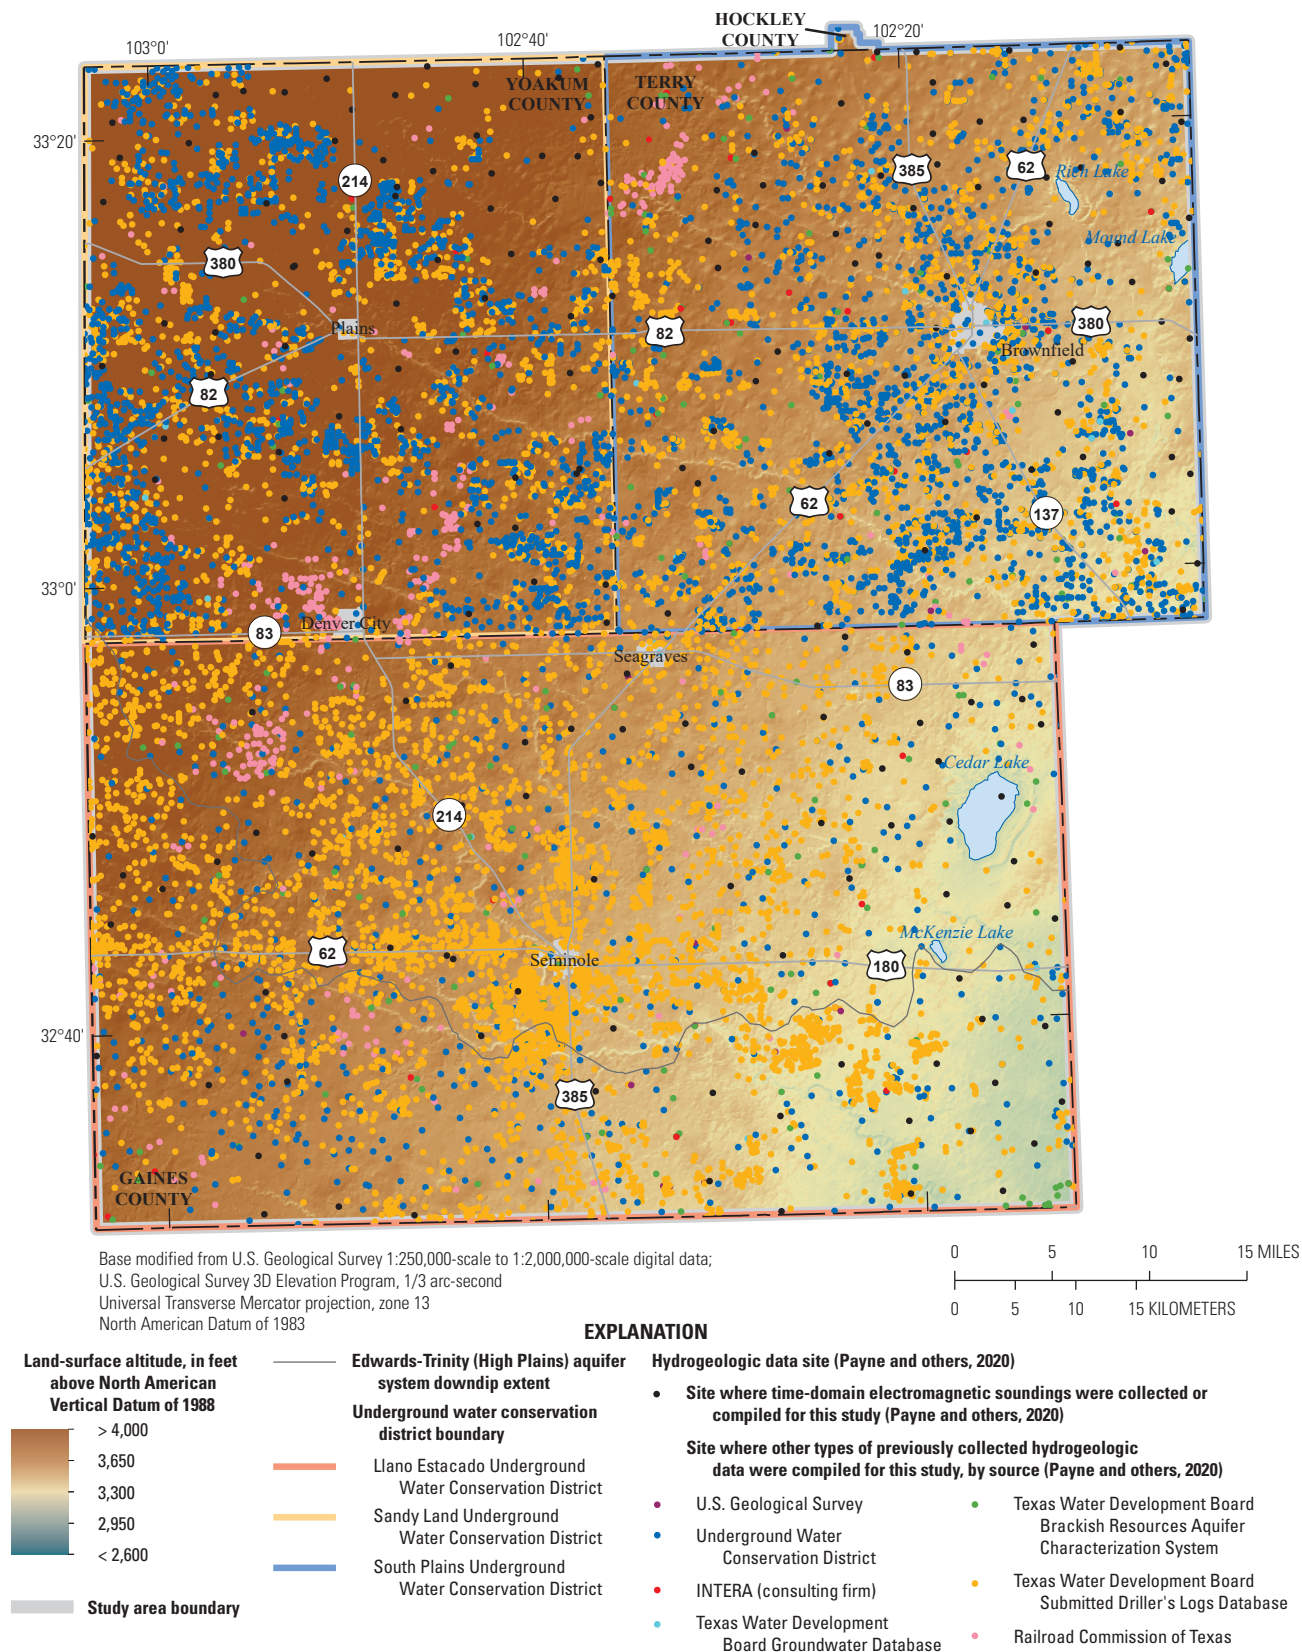 HOCKLEY
COUNTY
103°0'
102°40'
102°20'
YOAKUM
COUNTY
TERRY
COUNTY
33°20'
214
385
62
Rich Lake
Mound Lake
380
Plains
82
380
Brownfield
82
62
137
33°0'
Denver City
83
Seagraves
83
Cedar Lake
214
McKenzie Lake
62
Seminole
180
32°40'
385
GAINES
COUNTY
Base modified from U.S. Geological Survey 1:250,000-scale to 1:2,000,000-scale digital data;
U.S. Geological Survey 3D Elevation Program, 1/3 arc-second
Universal Transverse Mercator projection, zone 13
North American Datum of 1983
0 5 10 15 MILES
0 5 10 15 KILOMETERS
EXPLANATION
Land-surface altitude, in feet
above North American
Vertical Datum of 1988
> 4,000
3,650
3,300
2,950
< 2,600
Study area boundary
Edwards-Trinity (High Plains) aquifer
system downdip extent
Underground water conservation
district boundary
Llano Estacado Underground
Water Conservation District
Sandy Land Underground
Water Conservation District
South Plains Underground
Water Conservation District
Hydrogeologic data site (Payne and others, 2020)
Site where time-domain electromagnetic soundings were collected or
compiled for this study (Payne and others, 2020)
Site where other types of previously collected hydrogeologic
data were compiled for this study, by source (Payne and others, 2020)
U.S. Geological Survey
Underground Water
Conservation District
INTERA (consulting firm)
Texas Water Development
Board Groundwater Database
Texas Water Development Board
Brackish Resources Aquifer
Characterization System
Texas Water Development Board
Submitted Driller's Logs Database
Railroad Commission of Texas